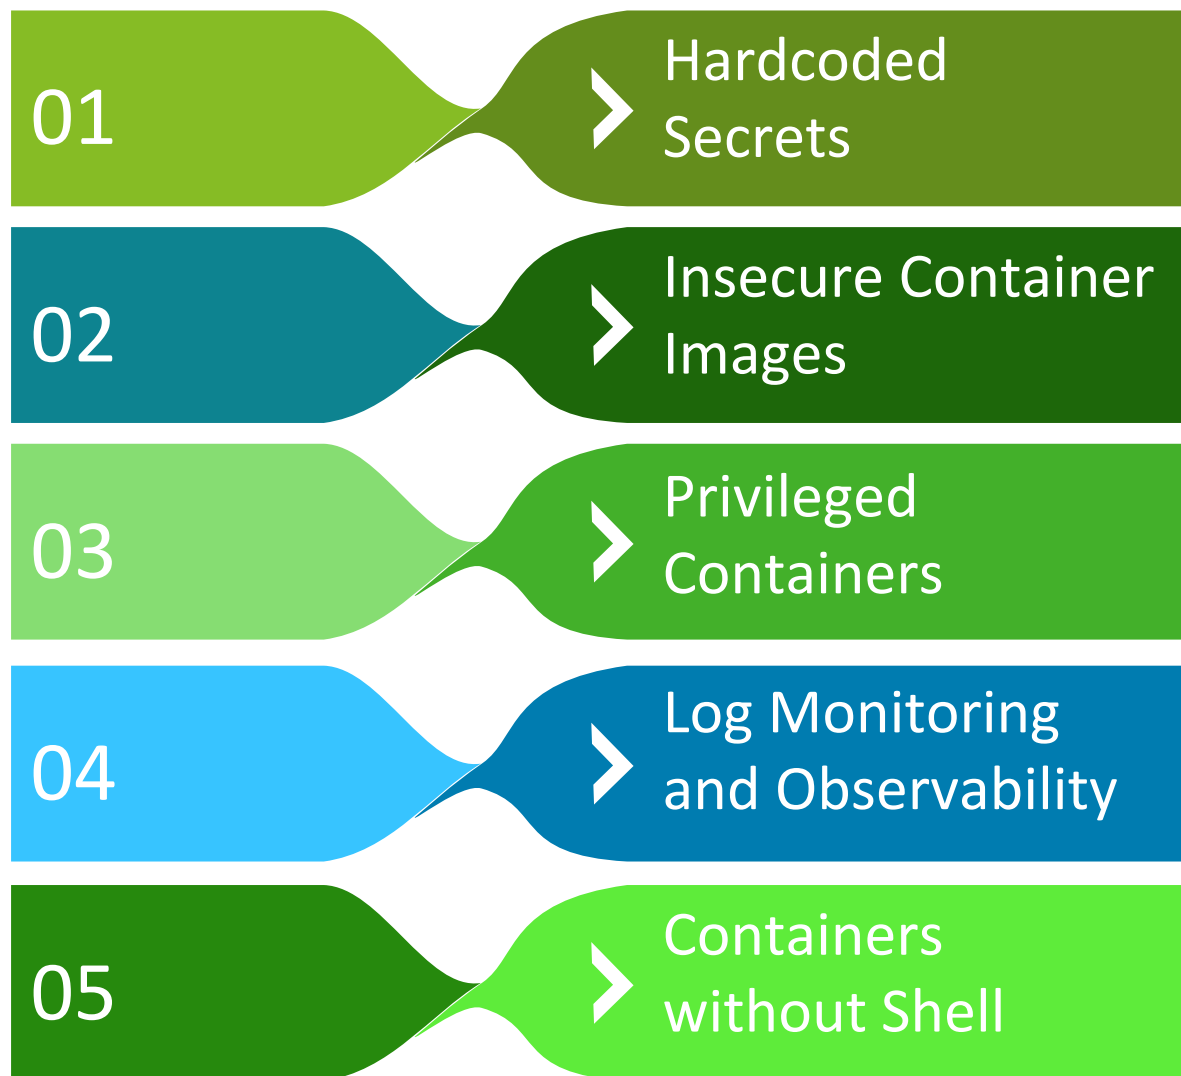 01
Hardcoded
Secrets
02
Insecure Container
Images
03
Privileged
Containers
04
Log Monitoring
and Observability
05
Containers
without Shell